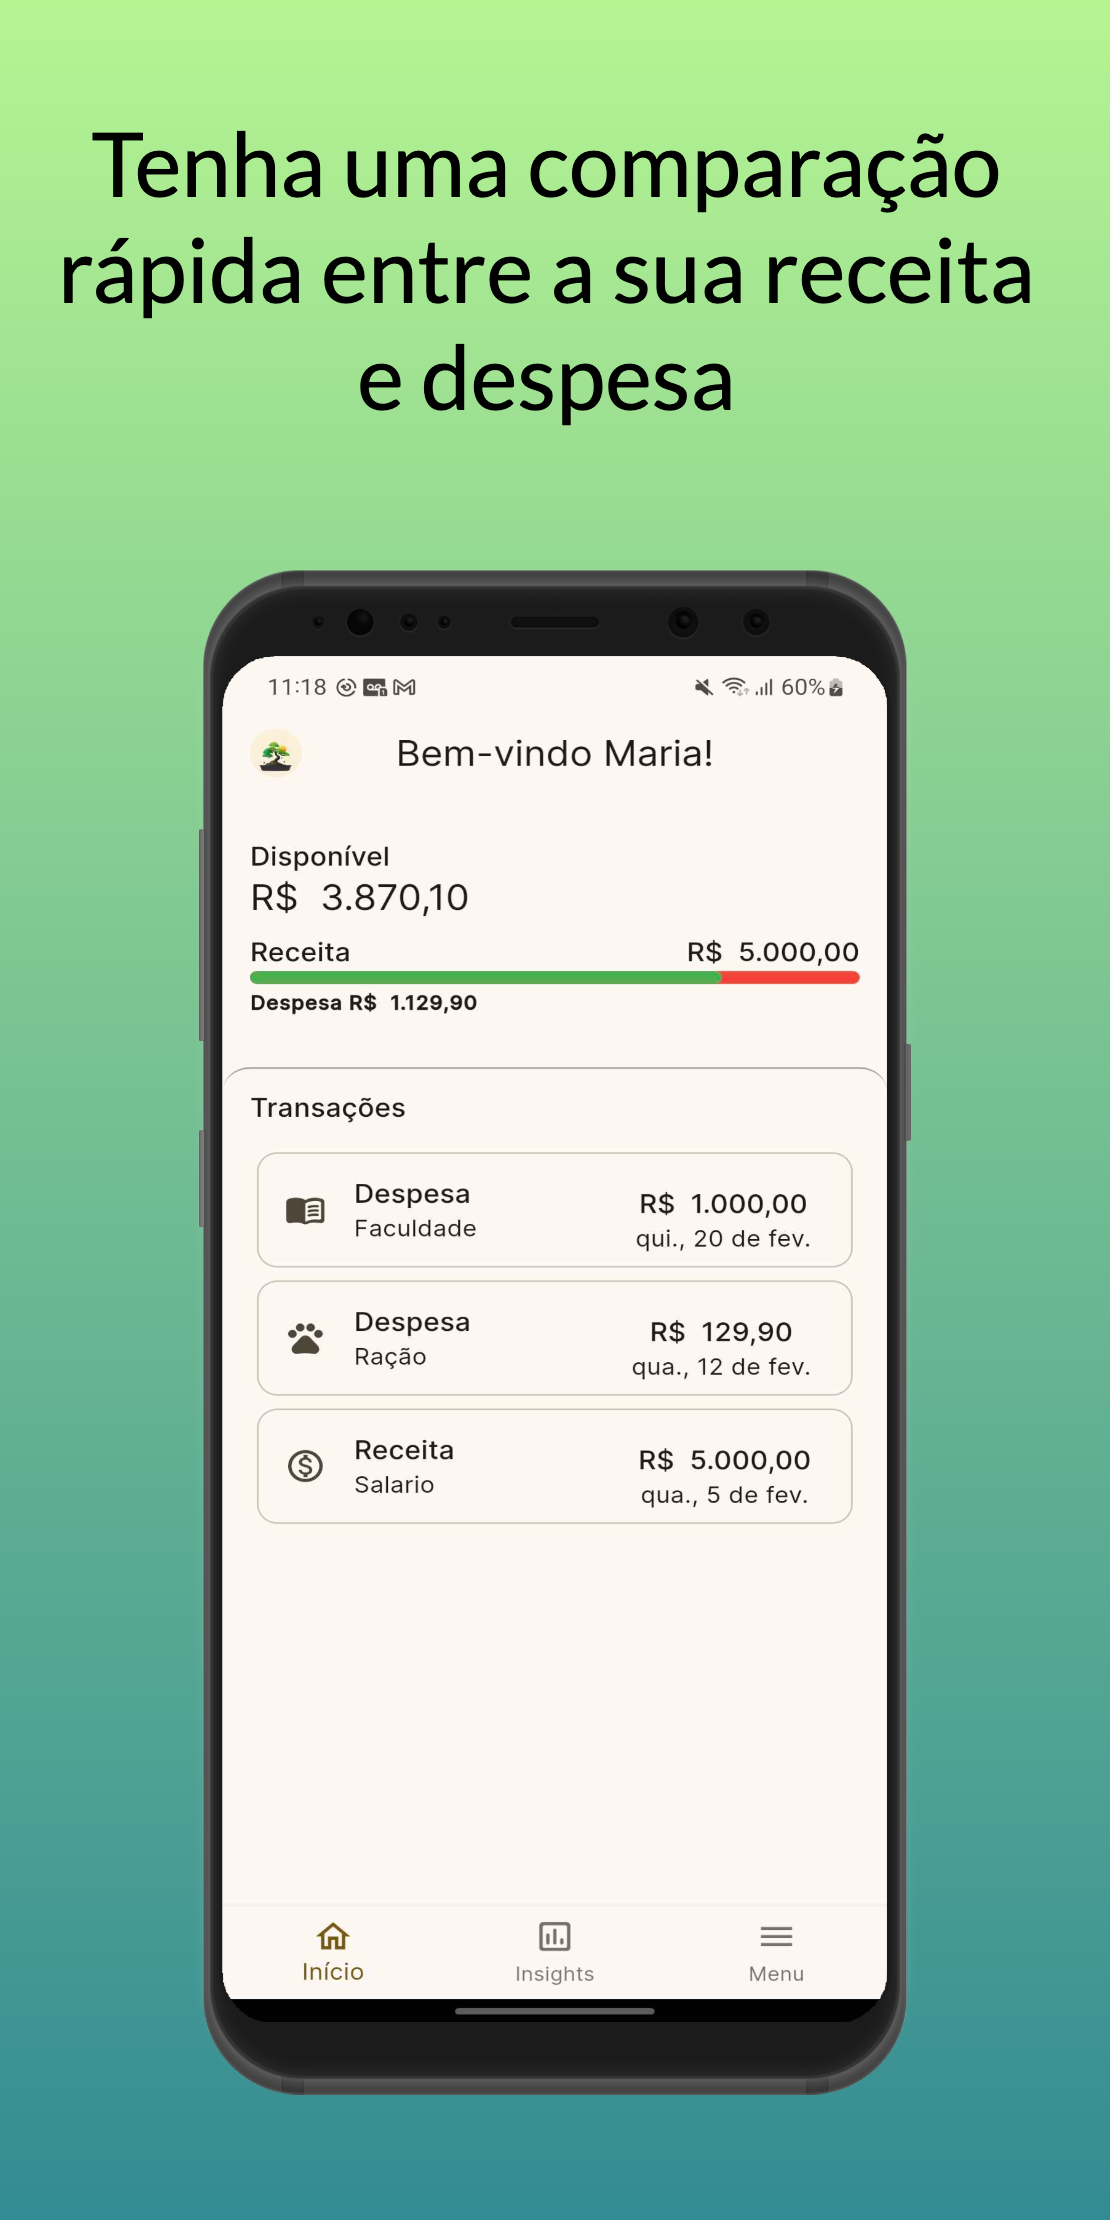 Tenha uma comparação
rápida entre a sua receita
e despesa
11:18 60%
Bem-vindo Maria!
Disponível
R$ 3.870,10
Receita R$ 5.000,00
Despesa R$ 1.129,90
Transações
Despesa
Faculdade
R$ 1.000,00
qui., 20 de fev.
Despesa
Ração
R$ 129,90
qua., 12 de fev.
Receita
Salario
R$ 5.000,00
qua., 5 de fev.
Início
Insights
Menu